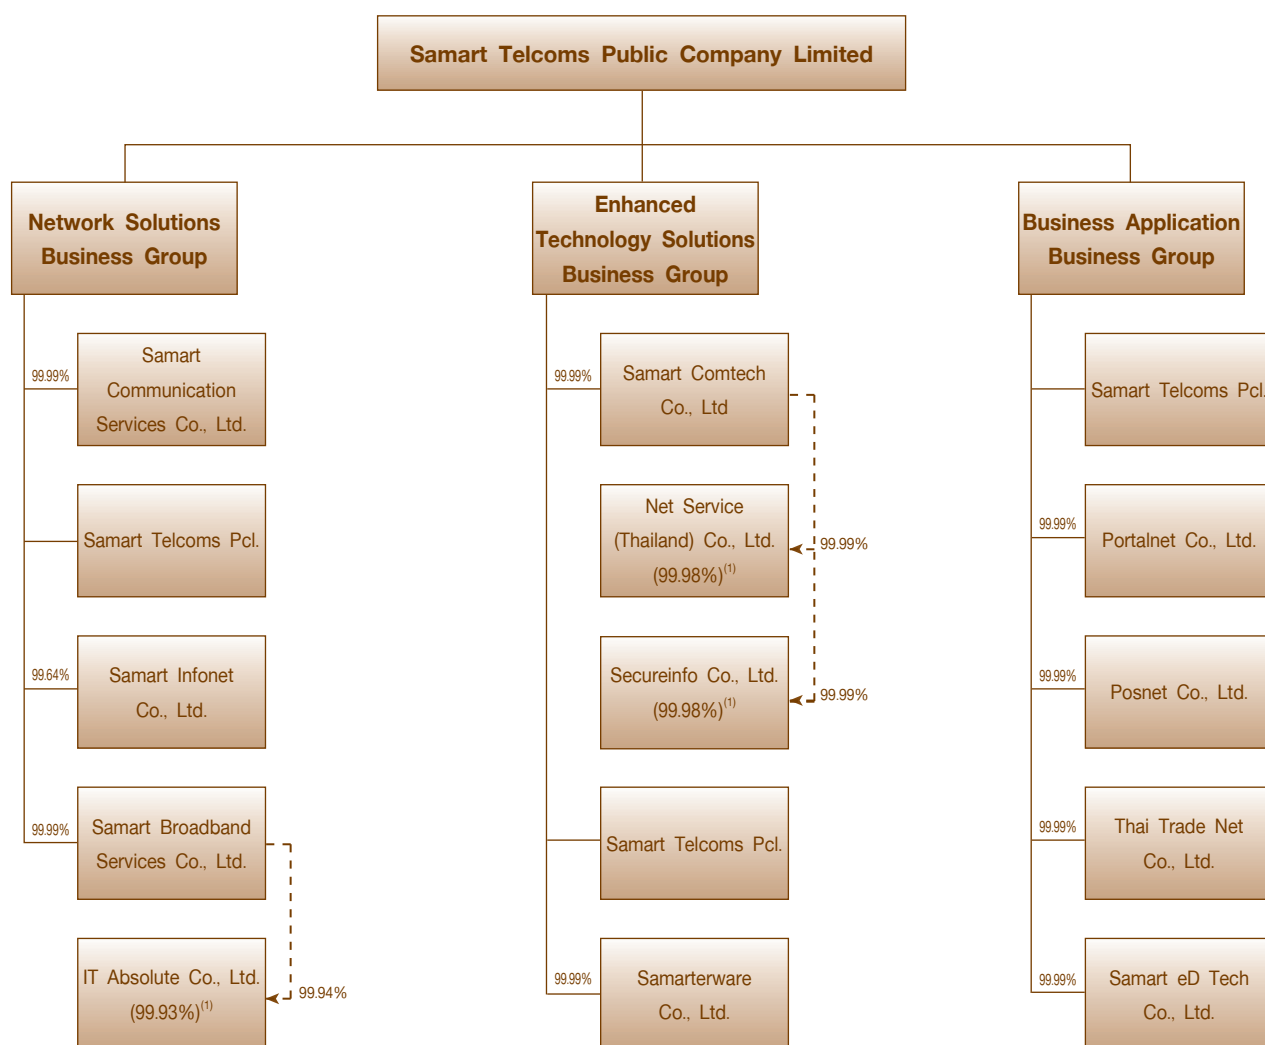 Samart Telcoms Public Company Limited
Network Solutions
Business Group
99.99%
Samart
Communication
Services Co., Ltd.
Samart Telcoms Pcl.
99.64%
Samart Infonet
Co., Ltd.
99.99%
Samart Broadband
Services Co., Ltd.
IT Absolute Co., Ltd.
(99.93%)(1)
99.94%
Enhanced
Technology Solutions
Business Group
99.99%
Samart Comtech
Co., Ltd
Net Service
(Thailand) Co., Ltd.
(99.98%)(1)
99.99%
Secureinfo Co., Ltd.
(99.98%)(1)
99.99%
Samart Telcoms Pcl.
99.99%
Samarterware
Co., Ltd.
Business Application
Business Group
Samart Telcoms Pcl.
99.99%
Portalnet Co., Ltd.
99.99%
Posnet Co., Ltd.
99.99%
Thai Trade Net
Co., Ltd.
99.99%
Samart eD Tech
Co., Ltd.